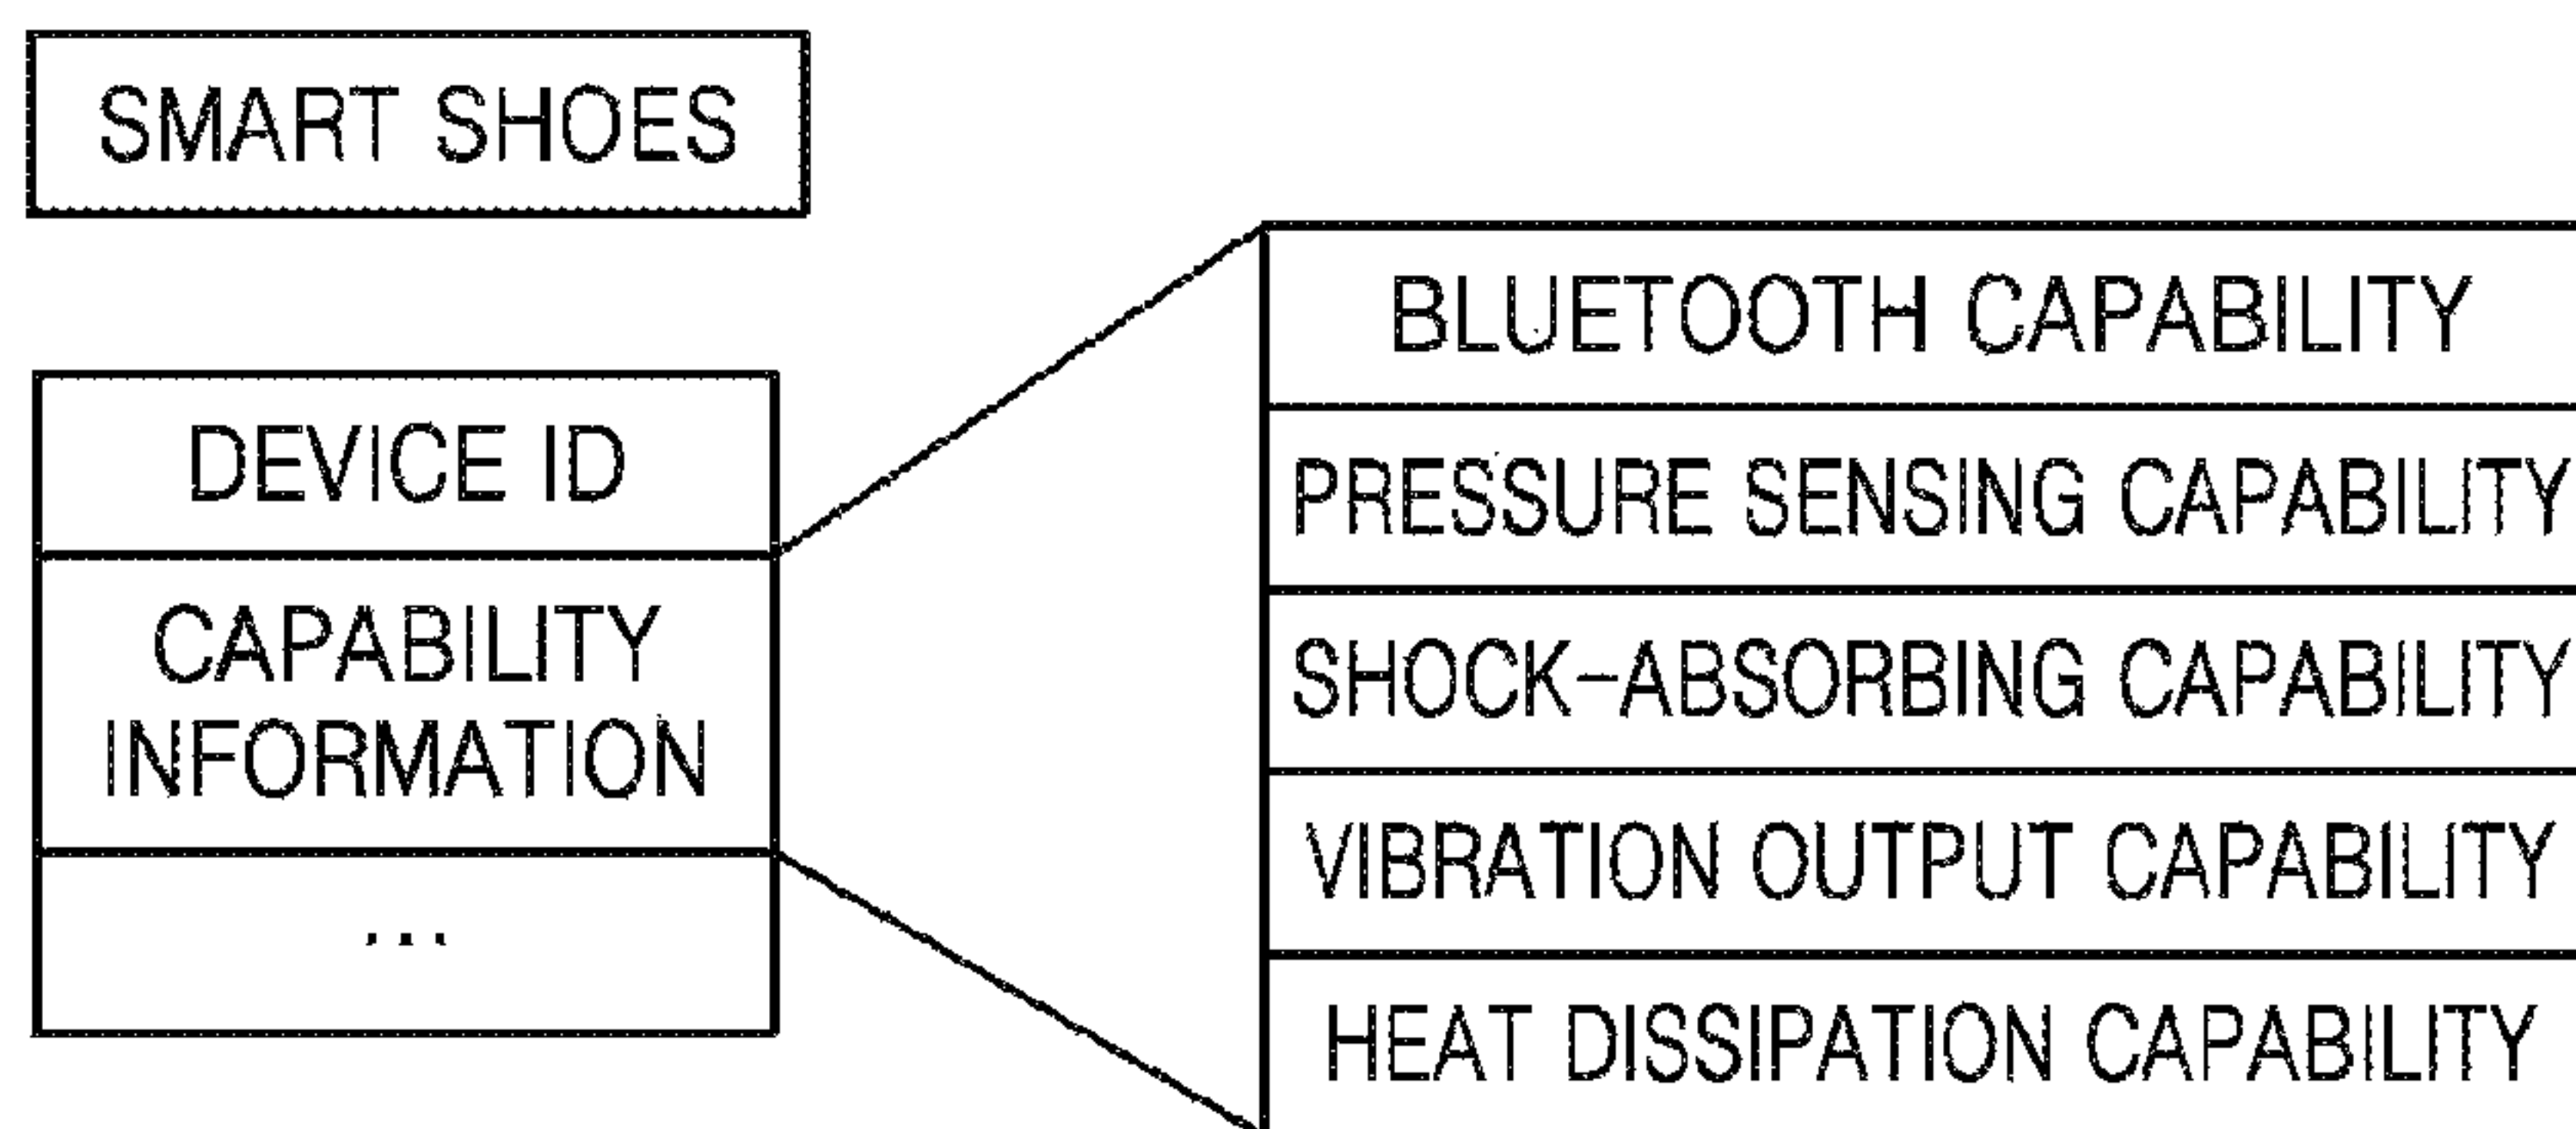 SMART SHOES
DEVICE ID
CAPABILITY
INFORMATION
...
BLUETOOTH CAPABILITY
PRESSURE SENSING CAPABILITY
SHOCK-ABSORBING CAPABILITY
VIBRATION OUTPUT CAPABILITY
HEAT DISSIPATION CAPABILITY